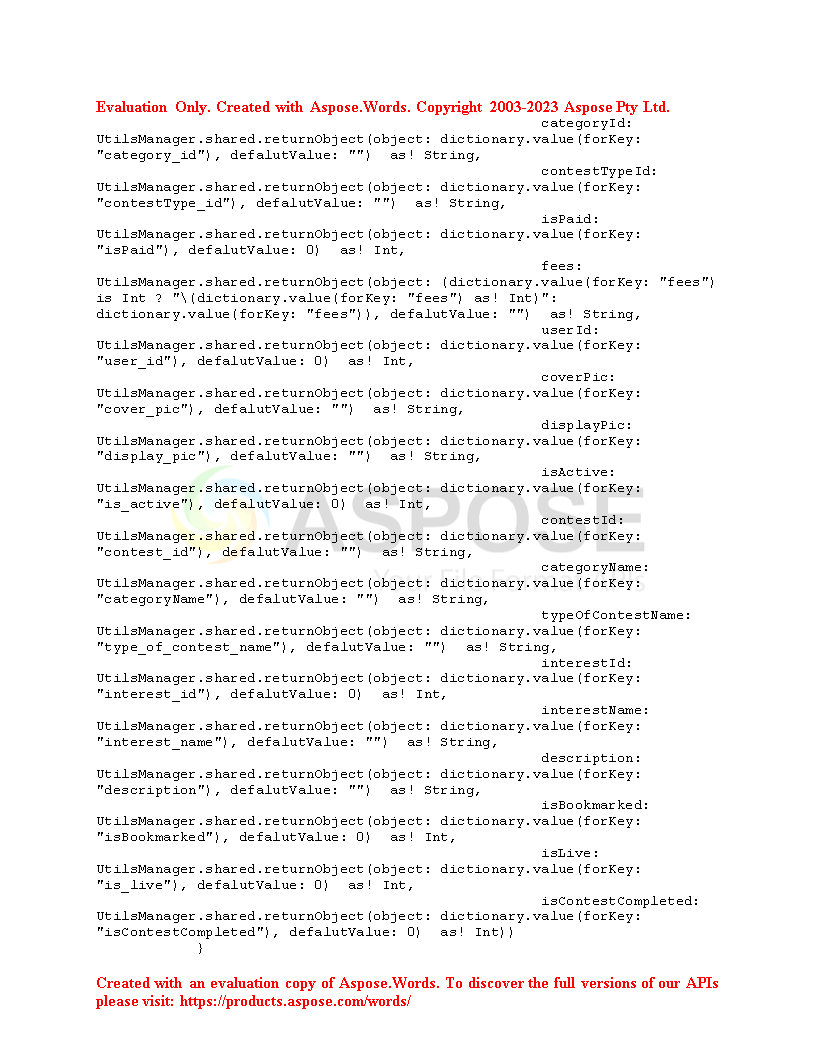 Evaluation Only. Created with Aspose.Words. Copyright 2003-2023 Aspose Pty Ltd.
categoryId:
UtilsManager.shared.returnObject(object: dictionary.value(forKey:
"category_id"), defalutValue: "")  as! String,
contestTypeId:
UtilsManager.shared.returnObject(object: dictionary.value(forKey:
"contestType_id"), defalutValue: "")  as! String,
isPaid:
UtilsManager.shared.returnObject(object: dictionary.value(forKey:
"isPaid"), defalutValue: 0)  as! Int,
fees:
UtilsManager.shared.returnObject(object: (dictionary.value(forKey: "fees")
is Int ? "\(dictionary.value(forKey: "fees") as! Int)":
dictionary.value(forKey: "fees")), defalutValue: "")  as! String,
userId:
UtilsManager.shared.returnObject(object: dictionary.value(forKey:
"user_id"), defalutValue: 0)  as! Int,
coverPic:
UtilsManager.shared.returnObject(object: dictionary.value(forKey:
"cover_pic"), defalutValue: "")  as! String,
displayPic:
UtilsManager.shared.returnObject(object: dictionary.value(forKey:
"display_pic"), defalutValue: "")  as! String,
isActive:
UtilsManager.shared.returnObject(object: dictionary.value(forKey:
"is_active"), defalutValue: 0)  as! Int,
contestId:
UtilsManager.shared.returnObject(object: dictionary.value(forKey:
"contest_id"), defalutValue: "")  as! String,
ASPOSE
categoryName:
UtilsManager.shared.returnObject(object: dictionary.value(forKey:
"categoryName"), defalutValue: "")  as! String,
typeOfContestName:
UtilsManager.shared.returnObject(object: dictionary.value(forKey:
"type_of_contest_name"), defalutValue: "")  as! String,
interestId:
UtilsManager.shared.returnObject(object: dictionary.value(forKey:
"interest_id"), defalutValue: 0)  as! Int,
interestName:
UtilsManager.shared.returnObject(object: dictionary.value(forKey:
"interest_name"), defalutValue: "")  as! String,
description:
UtilsManager.shared.returnObject(object: dictionary.value(forKey:
"description"), defalutValue: "")  as! String,
isBookmarked:
UtilsManager.shared.returnObject(object: dictionary.value(forKey:
"isBookmarked"), defalutValue: 0)  as! Int,
isLive:
UtilsManager.shared.returnObject(object: dictionary.value(forKey:
"is_live"), defalutValue: 0)  as! Int,
isContestCompleted:
UtilsManager.shared.returnObject(object: dictionary.value(forKey:
"isContestCompleted"), defalutValue: 0)  as! Int))
}
Created with an evaluation copy of Aspose.Words. To discover the full versions of our APIs
please visit: https://products.aspose.com/words/